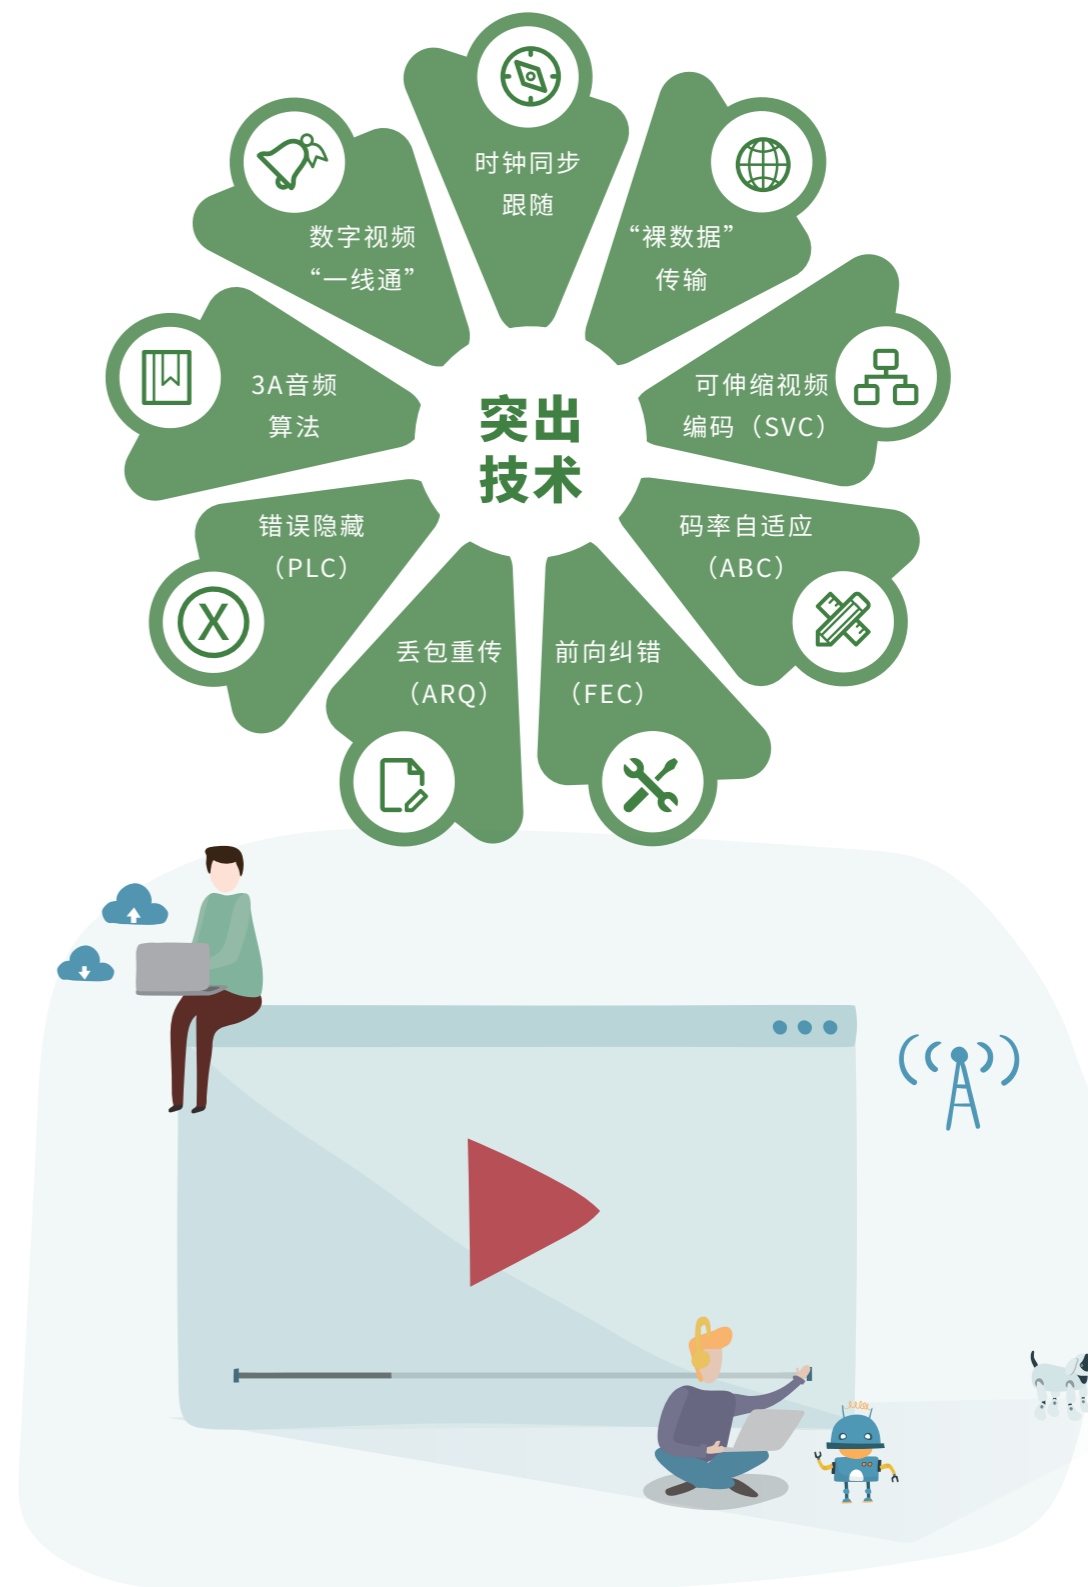 突出
技术
时钟同步
跟随
“裸数据”
传输
可伸缩视频
编码（SVC）
码率自适应
（ABC）
前向纠错
（FEC）
丢包重传
（ARQ）
错误隐藏
（PLC）
X
3A音频
算法
数字视频
“一线通”